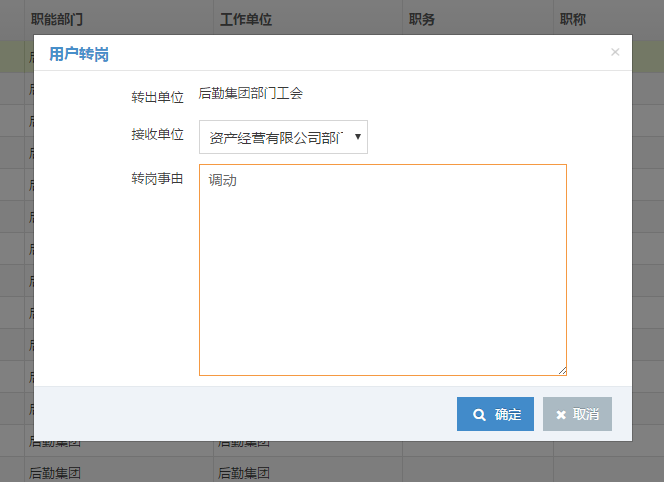 职能部门 工作单位 职务 职称
用户转岗 ×
转出单位 后勤集团部门工会
接收单位 资产经营有限公司部门
转岗事由 调动
确定 取消
后勤集团 后勤集团
后勤集团 后勤集团